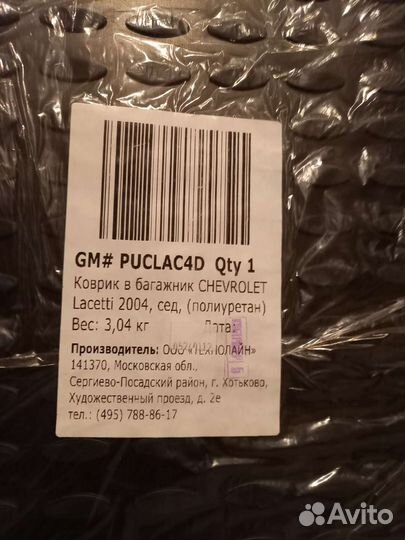 GM# PUCLAC4D Qty 1
Коврик в багажник CHEVROLET
Lacetti 2004, сед, (полиуретан)
Вес: 3,04 кг Дата:
Производитель: ООО «ТЕХНОЛАЙН»
141370, Московская обл.,
Сергиево-Посадский район, г. Хотьково,
Художественный проезд, д. 2е
тел.: (495) 788-86-17
Avito